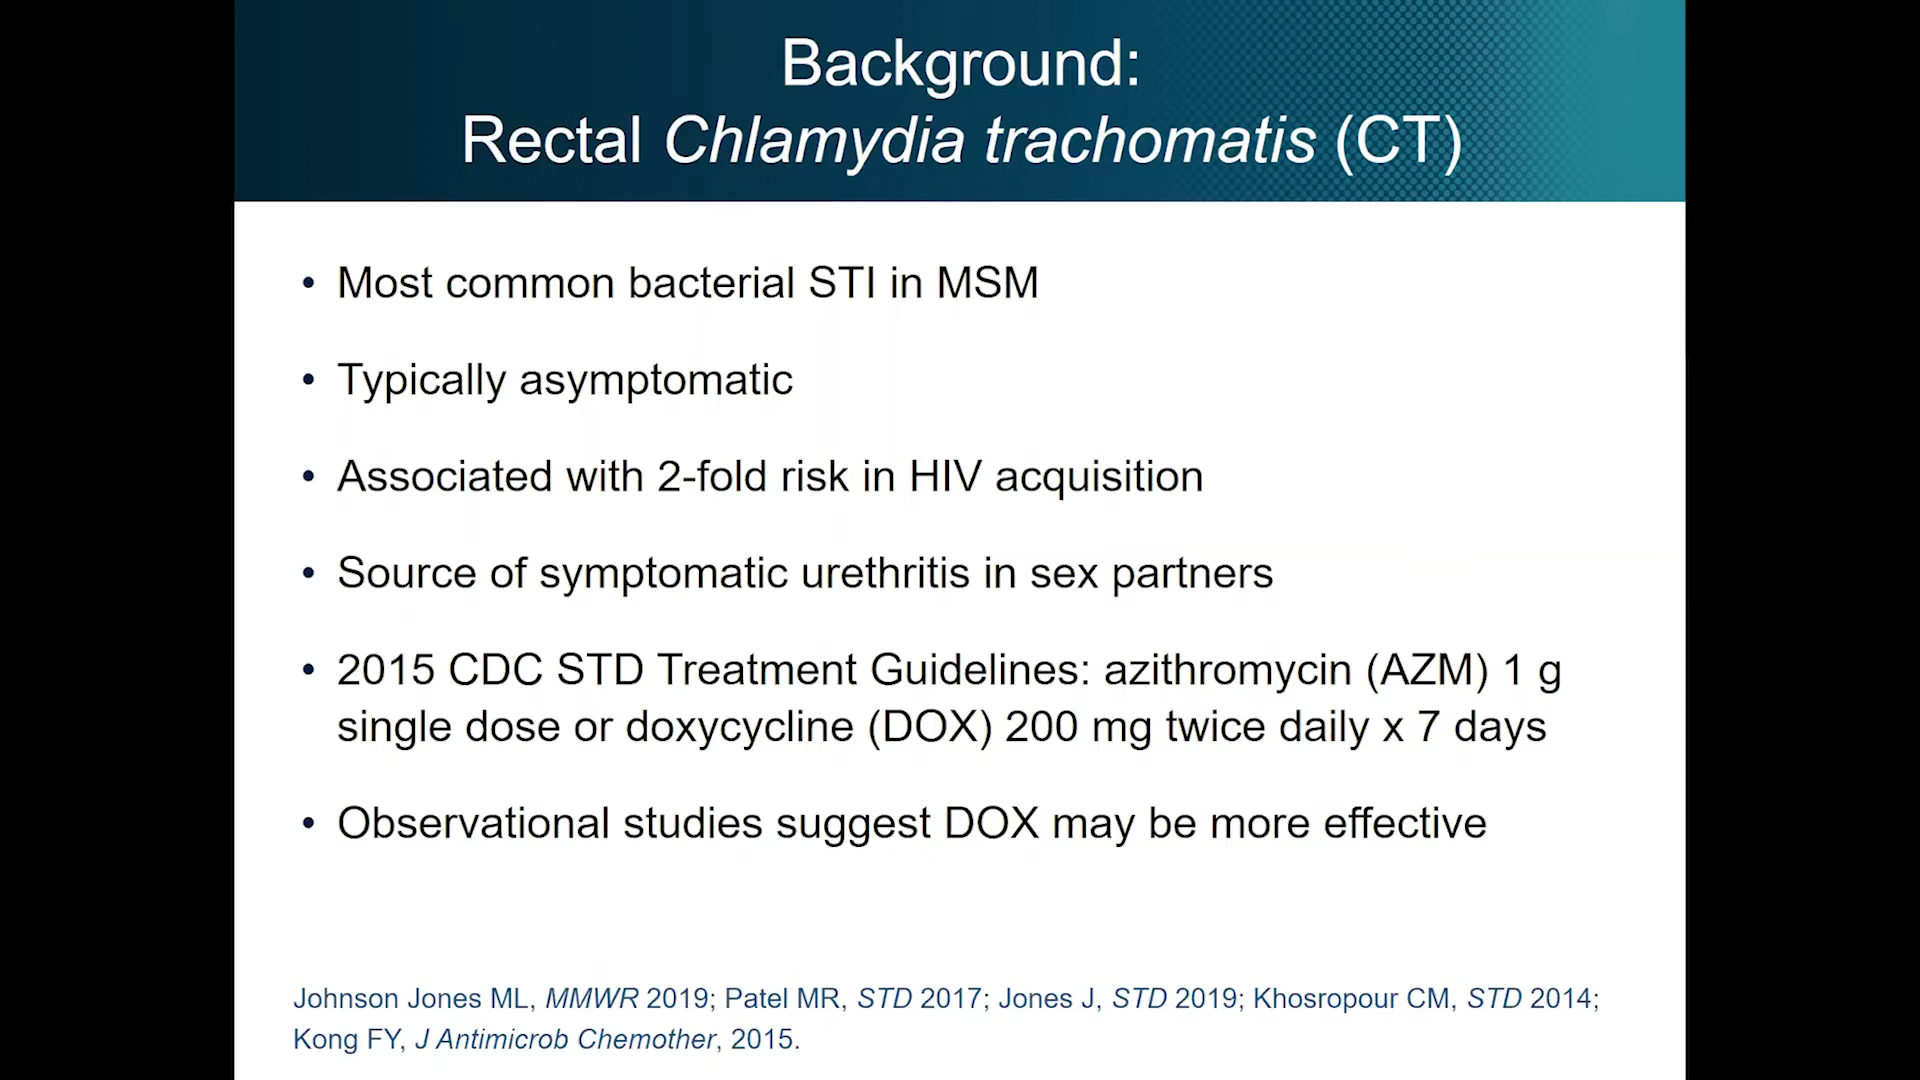 Background:
Rectal Chlamydia trachomatis (CT)
• Most common bacterial STI in MSM
• Typically asymptomatic
• Associated with 2-fold risk in HIV acquisition
• Source of symptomatic urethritis in sex partners
• 2015 CDC STD Treatment Guidelines: azithromycin (AZM) 1 g
single dose or doxycycline (DOX) 200 mg twice daily x 7 days
• Observational studies suggest DOX may be more effective
Johnson Jones ML, MMWR 2019; Patel MR, STD 2017; Jones J, STD 2019; Khosropour CM, STD 2014;
Kong FY, J Antimicrob Chemother, 2015.